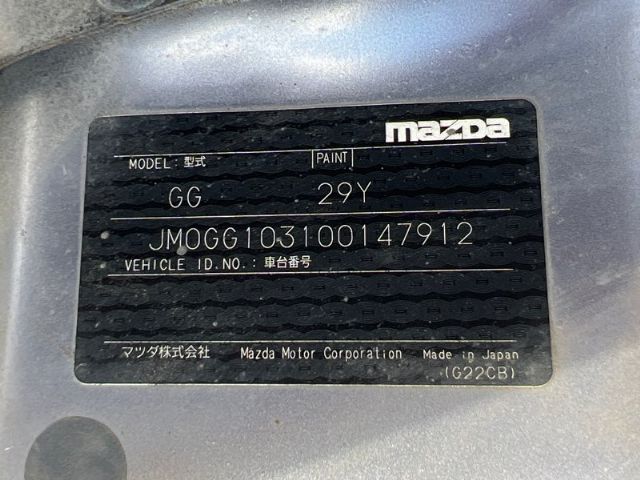 mazda
MODEL: 型式 PAINT
GG 29Y
JM0GG103100147912
VEHICLE ID.NO.: 車台番号
マツダ株式会社 Mazda Motor Corporation Made in Japan
(G22CB)